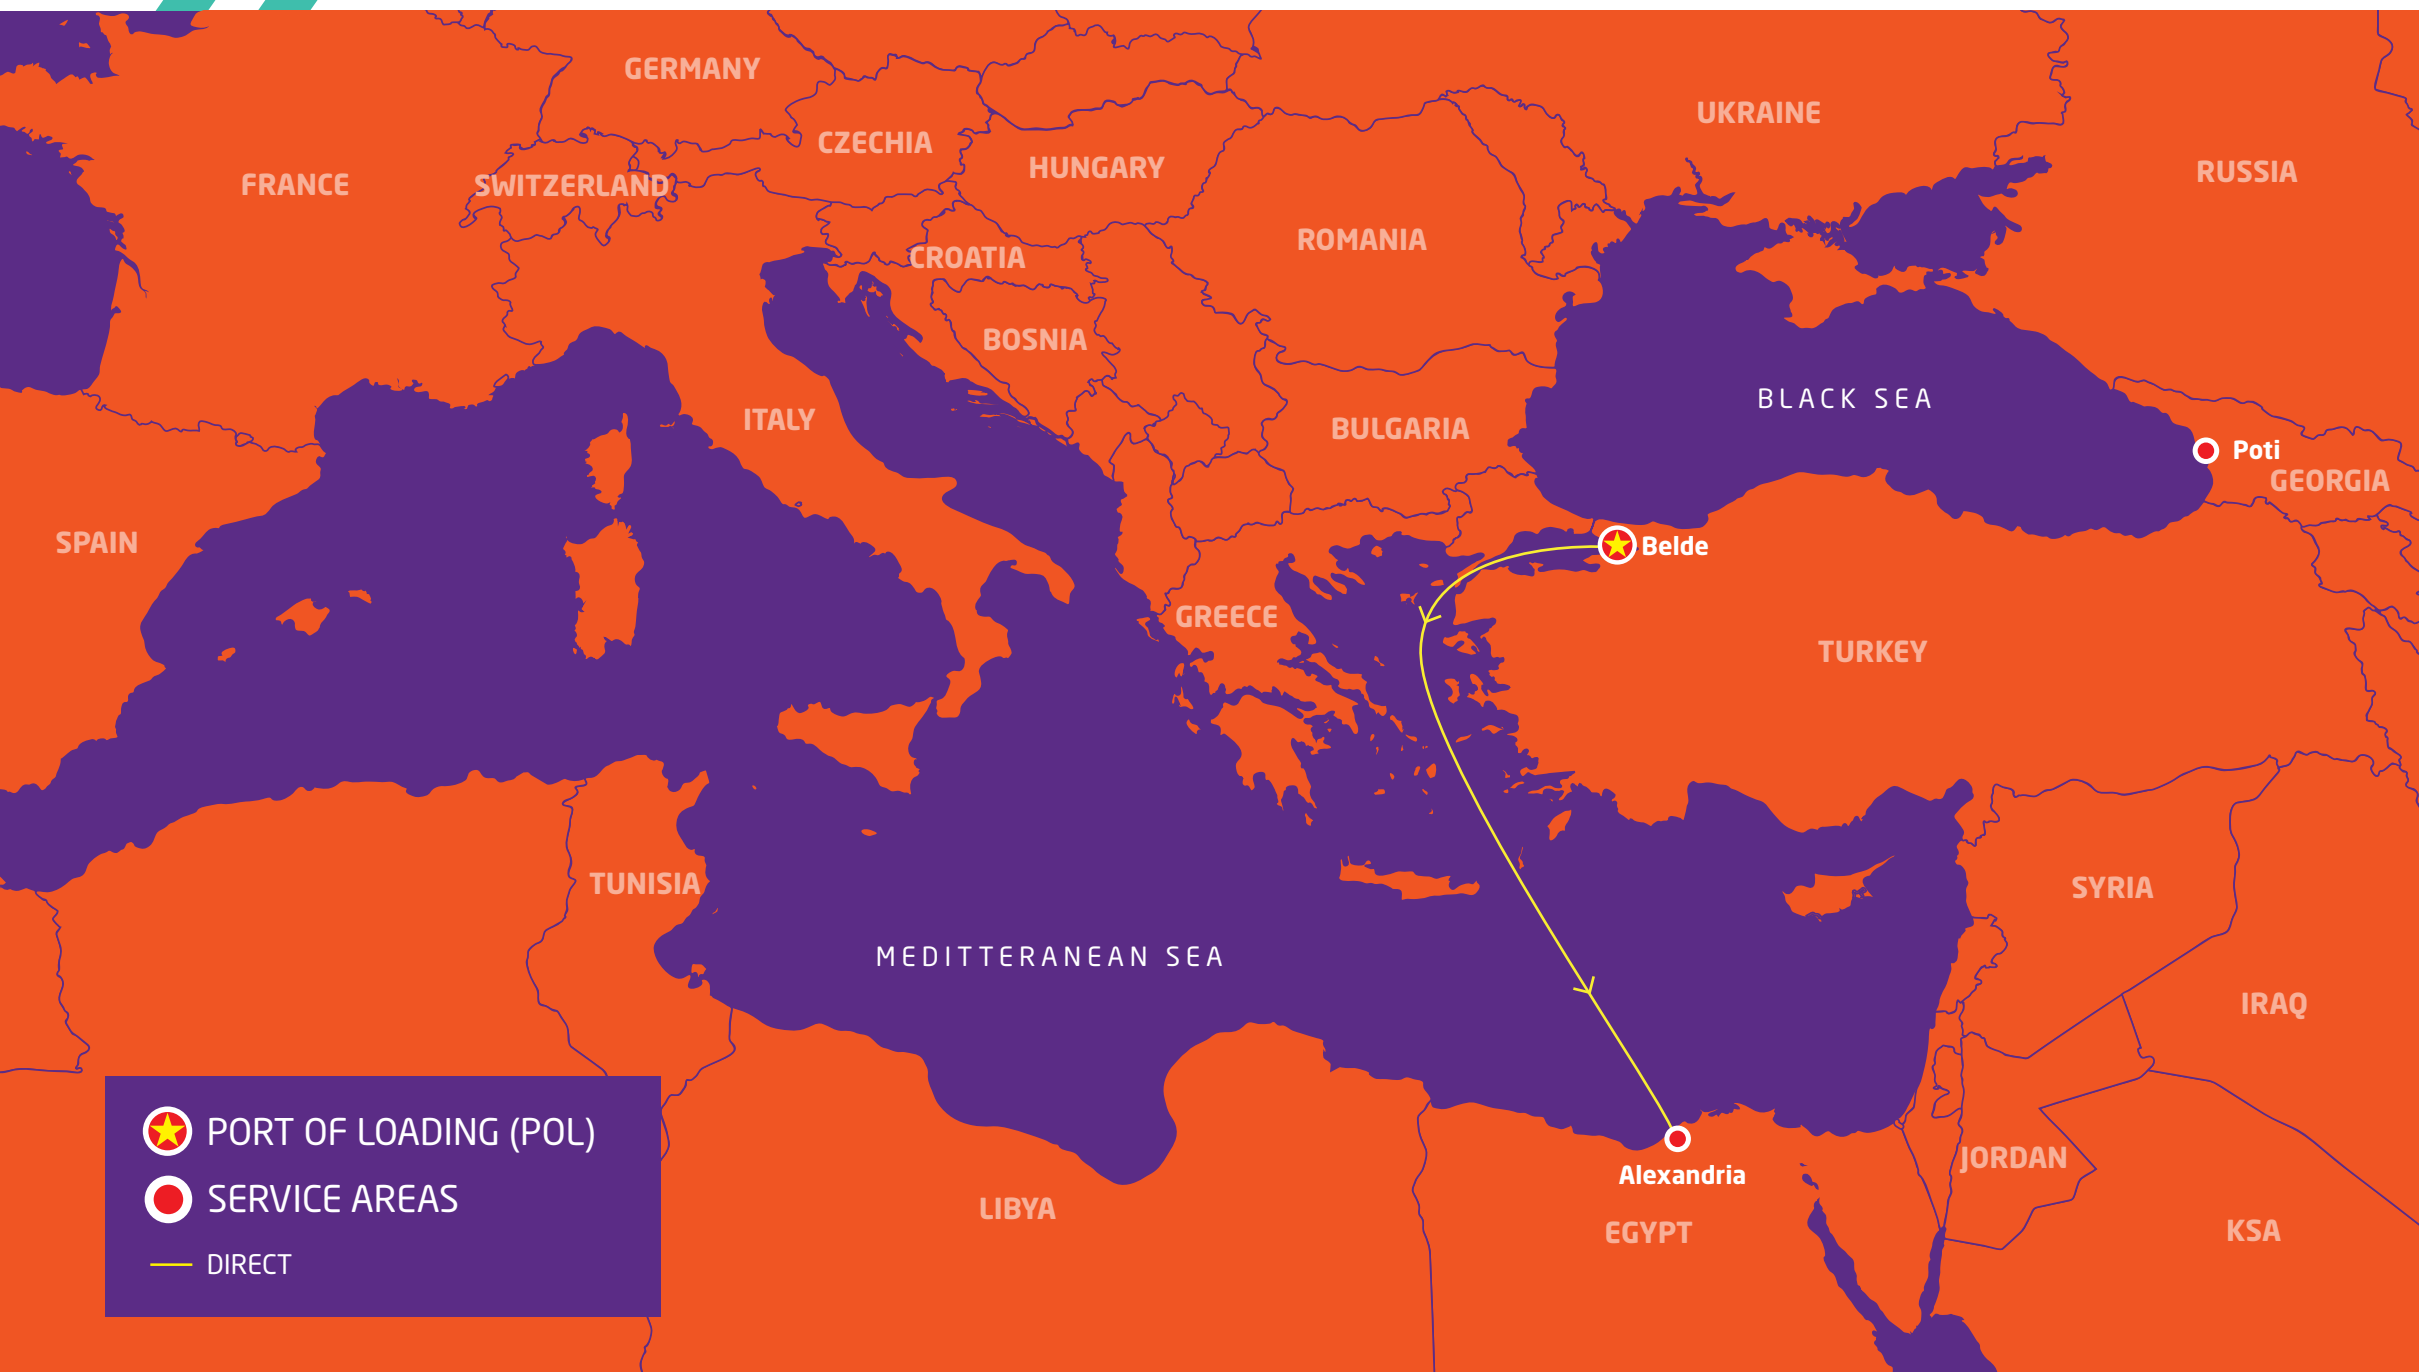 GERMANY
UKRAINE
CZECHIA
HUNGARY
RUSSIA
FRANCE
SWITZERLAND
ROMANIA
CROATIA
BOSNIA
BLACK SEA
ITALY
BULGARIA
Poti
GEORGIA
SPAIN
Belde
GREECE
TURKEY
TUNISIA
SYRIA
MEDITTERANEAN SEA
IRAQ
PORT OF LOADING (POL)
SERVICE AREAS
DIRECT
JORDAN
Alexandria
LIBYA
EGYPT
KSA